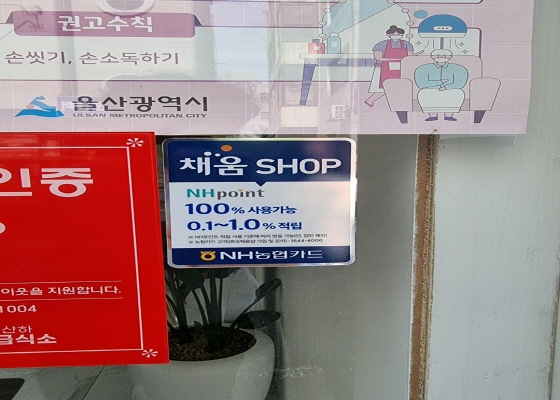 권고수칙
손씻기, 손소독하기
울산광역시
ULSAN METROPOLITAN CITY
인증
채움 SHOP
NHpoint
100% 사용가능
0.1~1.0% 적립
NH농협카드
이웃을 지원합니다.
1004
산하
급식소